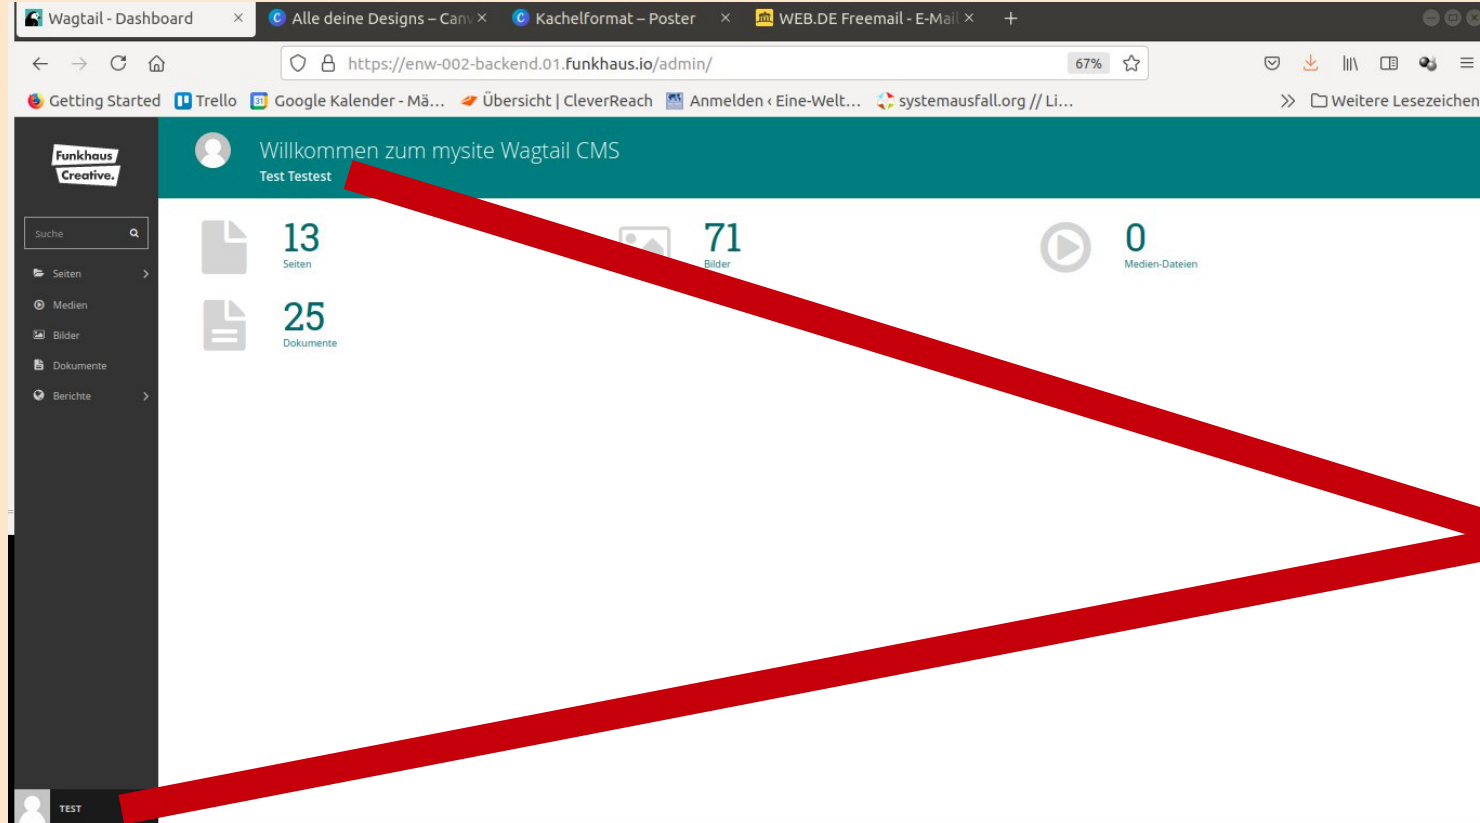 Wagtail - Dashboard
Alle deine Designs – Canv
Kachelformat – Poster
WEB.DE Freemail - E-Mail
https://enw-002-backend.01.funkhaus.io/admin/
67%
Getting Started
Trello
31
Google Kalender - Mä...
Übersicht | CleverReach
Anmelden ‹ Eine-Welt...
systemausfall.org // Li...
Weitere Lesezeichen
Funkhaus
Creative.
Willkommen zum mysite Wagtail CMS
Test Testest
Suche
Seiten
Medien
Bilder
Dokumente
Berichte
13
Seiten
71
Bilder
0
Medien-Dateien
25
Dokumente
TEST